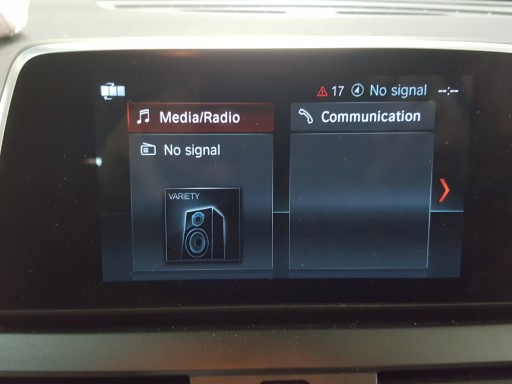 17 No signal --:--
Media/Radio
Communication
No signal
VARIETY